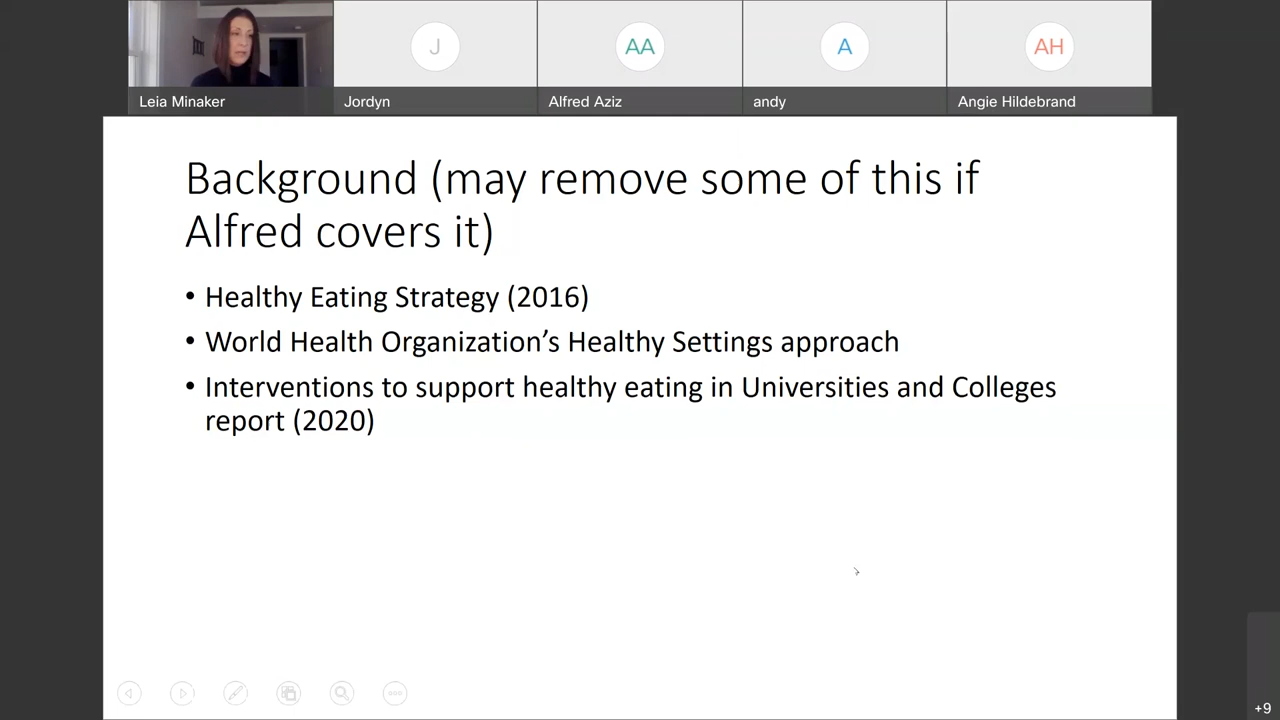 Leia Minaker
J
Jordyn
AA
Alfred Aziz
A
andy
AH
Angie Hildebrand
Background (may remove some of this if
Alfred covers it)
• Healthy Eating Strategy (2016)
• World Health Organization’s Healthy Settings approach
• Interventions to support healthy eating in Universities and Colleges
report (2020)
+9